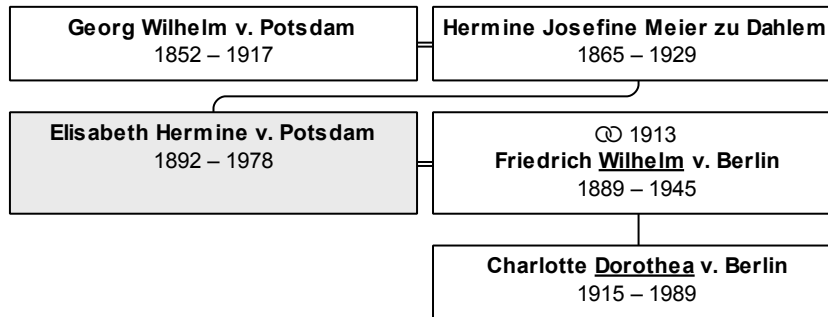 Georg Wilhelm v. Potsdam
1852 – 1917
Hermine Josefine Meier zu Dahlem
1865 – 1929
Elisabeth Hermine v. Potsdam
1892 – 1978
⚭ 1913
Friedrich Wilhelm v. Berlin
1889 – 1945
Charlotte Dorothea v. Berlin
1915 – 1989